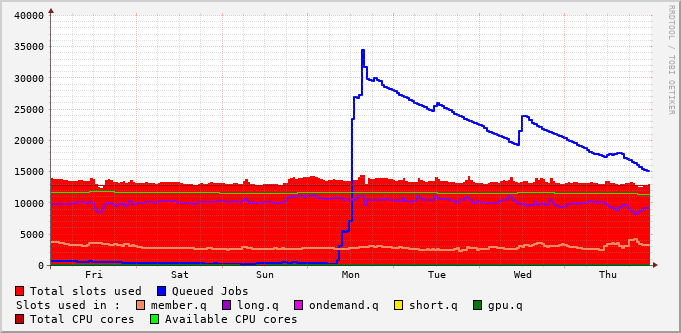 40000
35000
30000
25000
20000
15000
10000
5000
0
Fri Sat Sun Mon Tue Wed Thu
RRDTOOL / TOBI OETIKER
Total slots used Queued Jobs
Slots used in : member.q long.q ondemand.q short.q gpu.q
Total CPU cores Available CPU cores